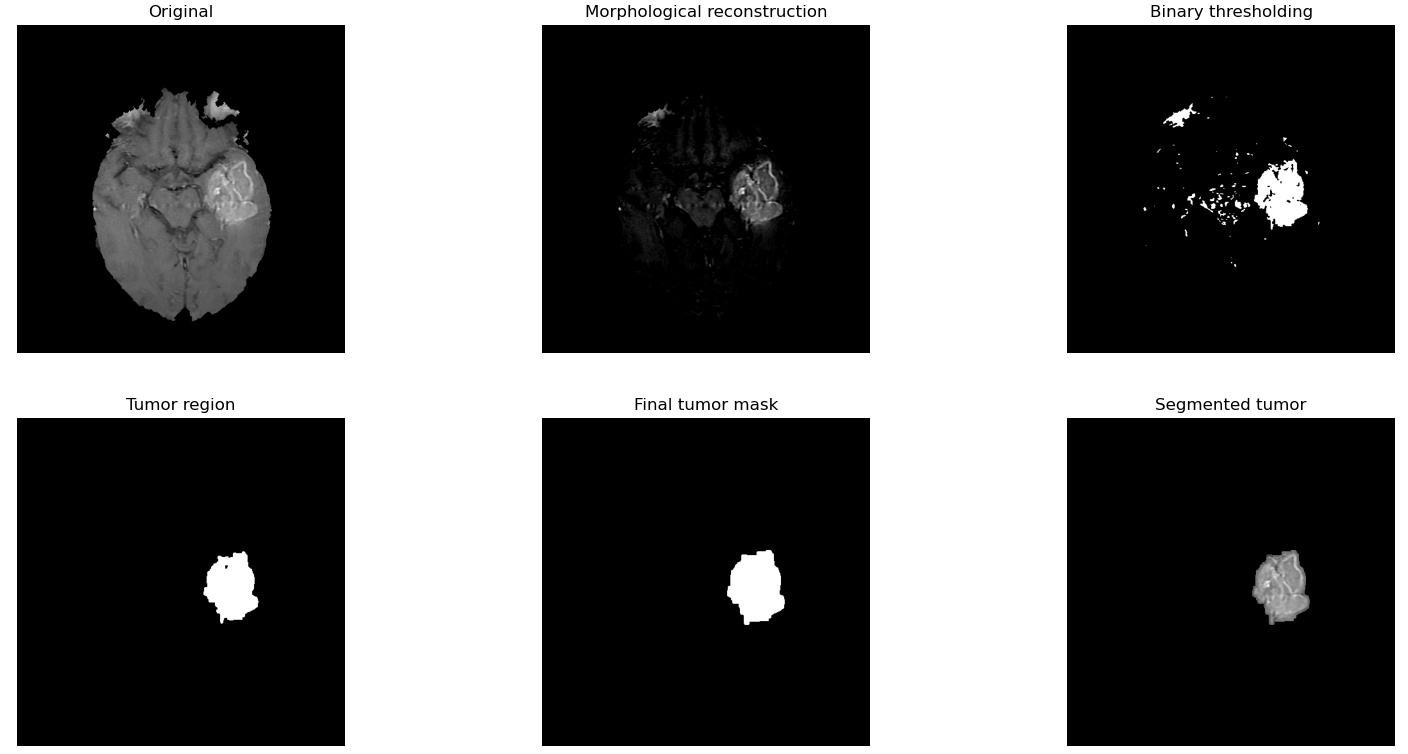 Original
Morphological reconstruction
Binary thresholding
Tumor region
Final tumor mask
Segmented tumor